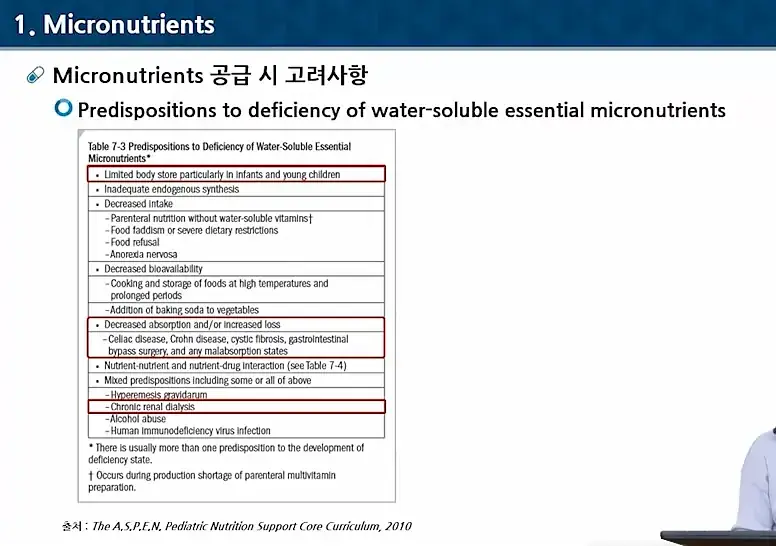 1. Micronutrients
Micronutrients 공급 시 고려사항
Predispositions to deficiency of water-soluble essential micronutrients
Table 7-3 Predispositions to Deficiency of Water-Soluble Essential
Micronutrients*
• Limited body store particularly in infants and young children
• Inadequate endogenous synthesis
• Decreased intake
–Parenteral nutrition without water-soluble vitamins†
–Food faddism or severe dietary restrictions
–Food refusal
–Anorexia nervosa
• Decreased bioavailability
–Cooking and storage of foods at high temperatures and
prolonged periods
–Addition of baking soda to vegetables
• Decreased absorption and/or increased loss
–Celiac disease, Crohn disease, cystic fibrosis, gastrointestinal
bypass surgery, and any malabsorption states
• Nutrient-nutrient and nutrient-drug interaction (see Table 7-4)
• Mixed predispositions including some or all of above
–Hyperemesis gravidarum
–Chronic renal dialysis
–Alcohol abuse
–Human immunodeficiency virus infection
* There is usually more than one predisposition to the development of
deficiency state.
† Occurs during production shortage of parenteral multivitamin
preparation.
출처 : The A.S.P.E.N. Pediatric Nutrition Support Core Curriculum, 2010